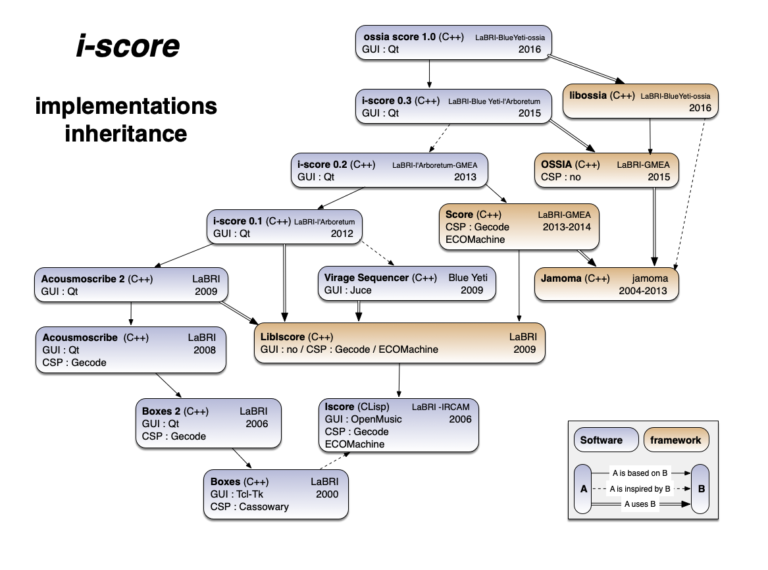 i-score
implementations
inheritance
ossia score 1.0 (C++) LaBRI-BlueYeti-ossia
GUI : Qt 2016
libossia (C++) LaBRI-BlueYeti-ossia
2016
i-score 0.3 (C++) LaBRI-Blue Yeti-l'Arboretum
GUI : Qt 2015
i-score 0.2 (C++) LaBRI-l'Arboretum-GMEA
GUI : Qt 2013
OSSIA (C++) LaBRI-GMEA
CSP : no 2015
i-score 0.1 (C++) LaBRI-l'Arboretum
GUI : Qt 2012
Score (C++) LaBRI-GMEA
CSP : Gecode 2013-2014
ECOMachine
Acousmoscribe 2 (C++) LaBRI
GUI : Qt 2009
Virage Sequencer (C++) Blue Yeti
GUI : Juce 2009
Jamoma (C++) jamoma
2004-2013
Acousmoscribe (C++) LaBRI
GUI : Qt 2008
CSP : Gecode
LibIscore (C++) LaBRI
GUI : no / CSP : Gecode / ECOMachine 2009
Boxes 2 (C++) LaBRI
GUI : Qt 2006
CSP : Gecode
Iscore (CLisp) LaBRI -IRCAM
GUI : OpenMusic 2006
CSP : Gecode
ECOMachine
Boxes (C++) LaBRI
GUI : Tcl-Tk 2000
CSP : Cassowary
Software framework
A is based on B
A A is inspired by B B
A uses B